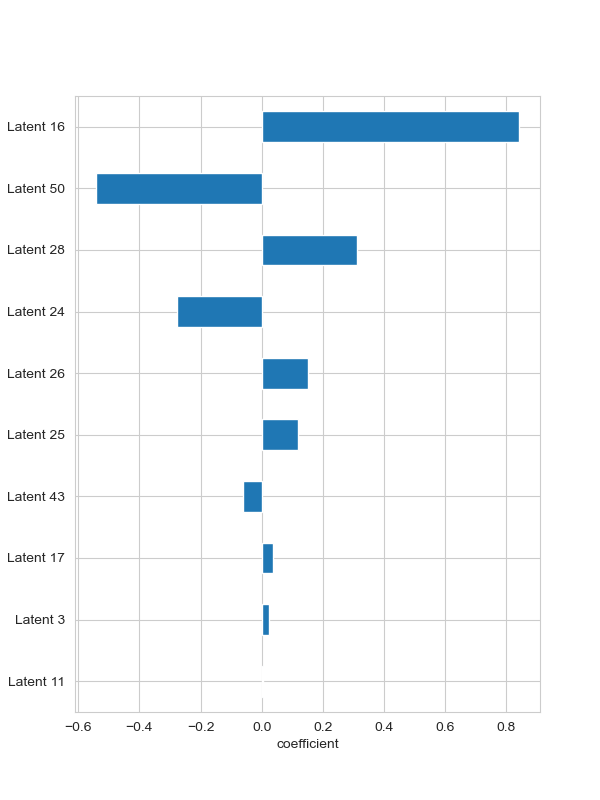 Latent 16
Latent 50
Latent 28
Latent 24
Latent 26
Latent 25
Latent 43
Latent 17
Latent 3
Latent 11
−0.6 −0.4 −0.2 0.0 0.2 0.4 0.6 0.8
coefficient